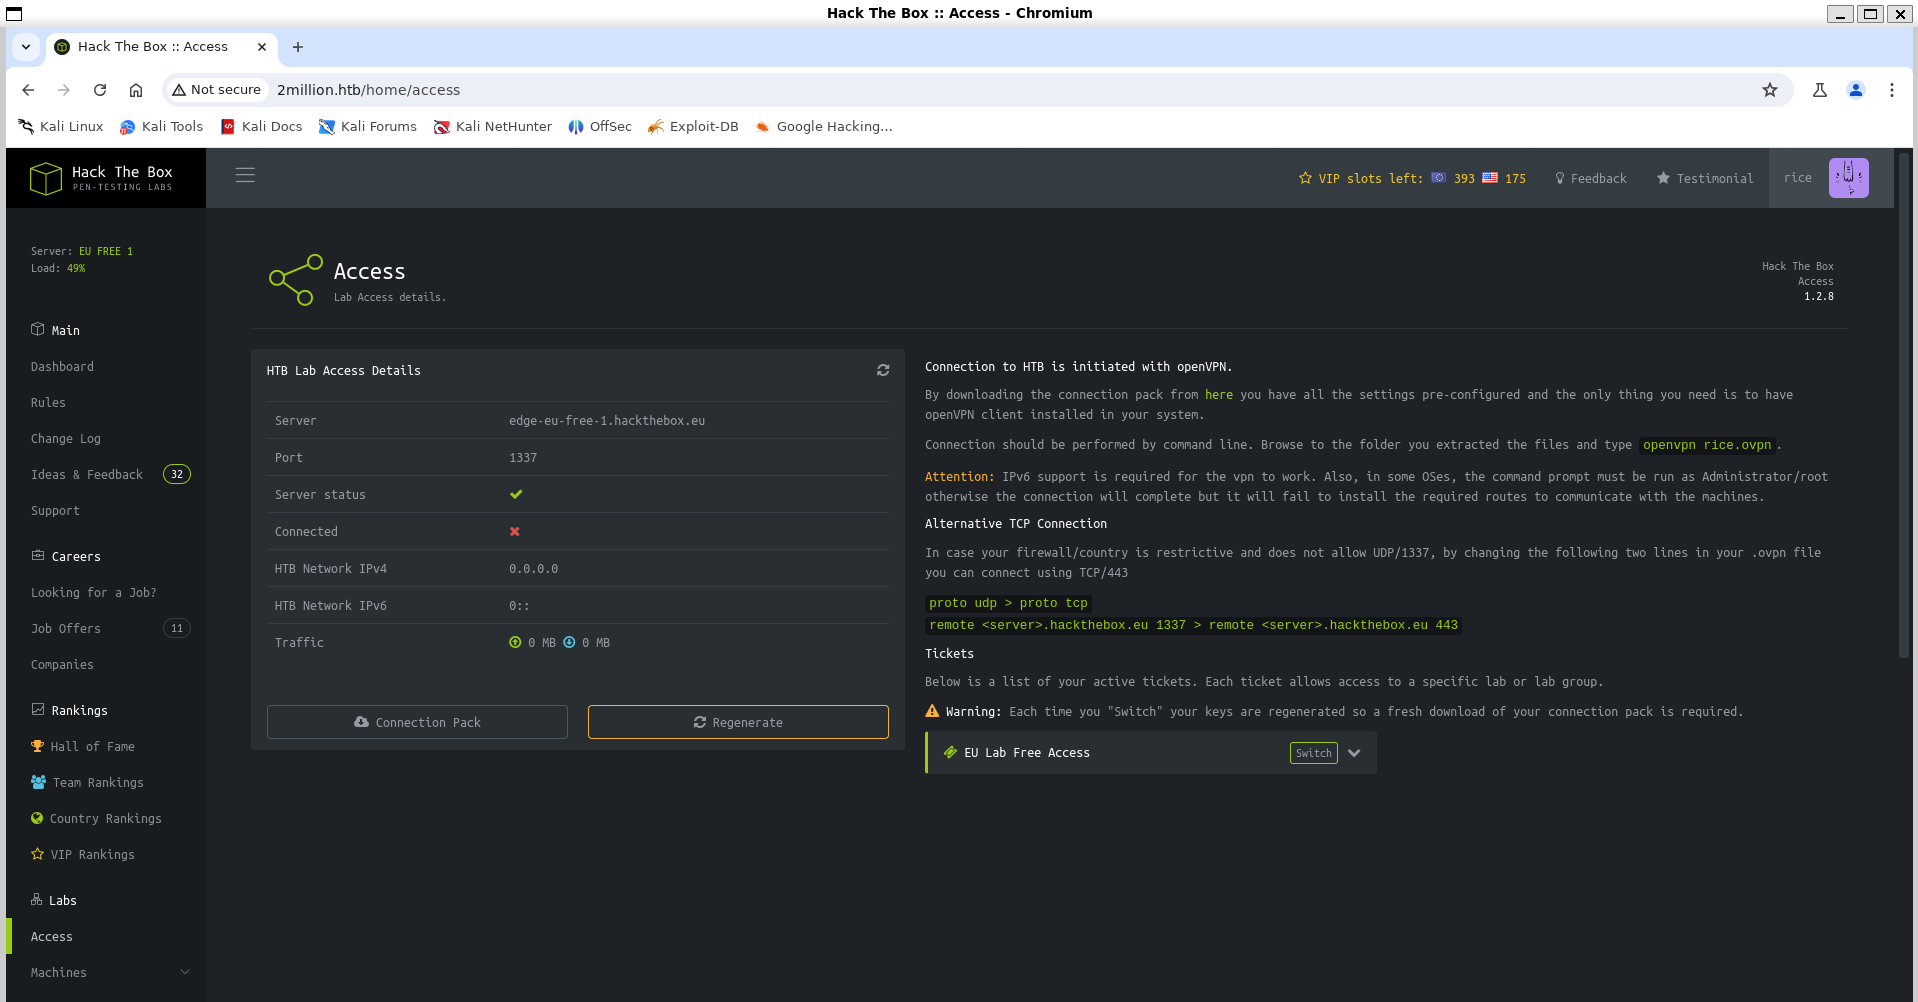 Hack The Box :: Access - Chromium
Hack The Box :: Access
Not secure
2million.htb/home/access
Kali Linux
Kali Tools
Kali Docs
Kali Forums
Kali NetHunter
OffSec
Exploit-DB
Google Hacking...
Hack The Box
PEN-TESTING LABS
VIP slots left: 393 175
Feedback
Testimonial
rice
Server: EU FREE 1
Load: 49%
Main
Dashboard
Rules
Change Log
Ideas & Feedback 32
Support
Careers
Looking for a Job?
Job Offers 11
Companies
Rankings
Hall of Fame
Team Rankings
Country Rankings
VIP Rankings
Labs
Access
Machines
Access
Lab Access details.
Hack The Box
Access
1.2.8
HTB Lab Access Details
Server edge-eu-free-1.hackthebox.eu
Port 1337
Server status
Connected
HTB Network IPv4 0.0.0.0
HTB Network IPv6 0::
Traffic 0 MB 0 MB
Connection Pack
Regenerate
Connection to HTB is initiated with openVPN.
By downloading the connection pack from here you have all the settings pre-configured and the only thing you need is to have
openVPN client installed in your system.
Connection should be performed by command line. Browse to the folder you extracted the files and type openvpn rice.ovpn.
Attention: IPv6 support is required for the vpn to work. Also, in some OSes, the command prompt must be run as Administrator/root
otherwise the connection will complete but it will fail to install the required routes to communicate with the machines.
Alternative TCP Connection
In case your firewall/country is restrictive and does not allow UDP/1337, by changing the following two lines in your .ovpn file
you can connect using TCP/443
proto udp > proto tcp
remote <server>.hackthebox.eu 1337 > remote <server>.hackthebox.eu 443
Tickets
Below is a list of your active tickets. Each ticket allows access to a specific lab or lab group.
Warning: Each time you "Switch" your keys are regenerated so a fresh download of your connection pack is required.
EU Lab Free Access
Switch